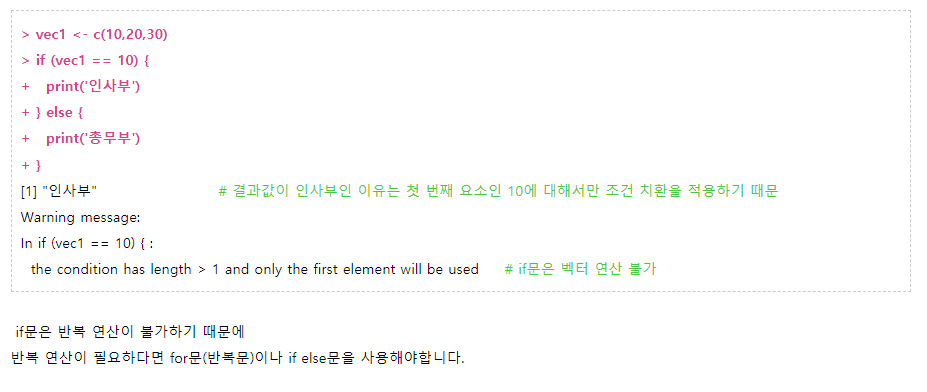 > vec1 <- c(10,20,30)
> if (vec1 == 10) {
+   print('인사부')
+ } else {
+   print('총무부')
+ }
[1] "인사부"   # 결과값이 인사부인 이유는 첫 번째 요소인 10에 대해서만 조건 치환을 적용하기 때문
Warning message:
In if (vec1 == 10) { :
  the condition has length > 1 and only the first element will be used   # if문은 벡터 연산 불가
if문은 반복 연산이 불가하기 때문에
반복 연산이 필요하다면 for문(반복문)이나 if else문을 사용해야합니다.